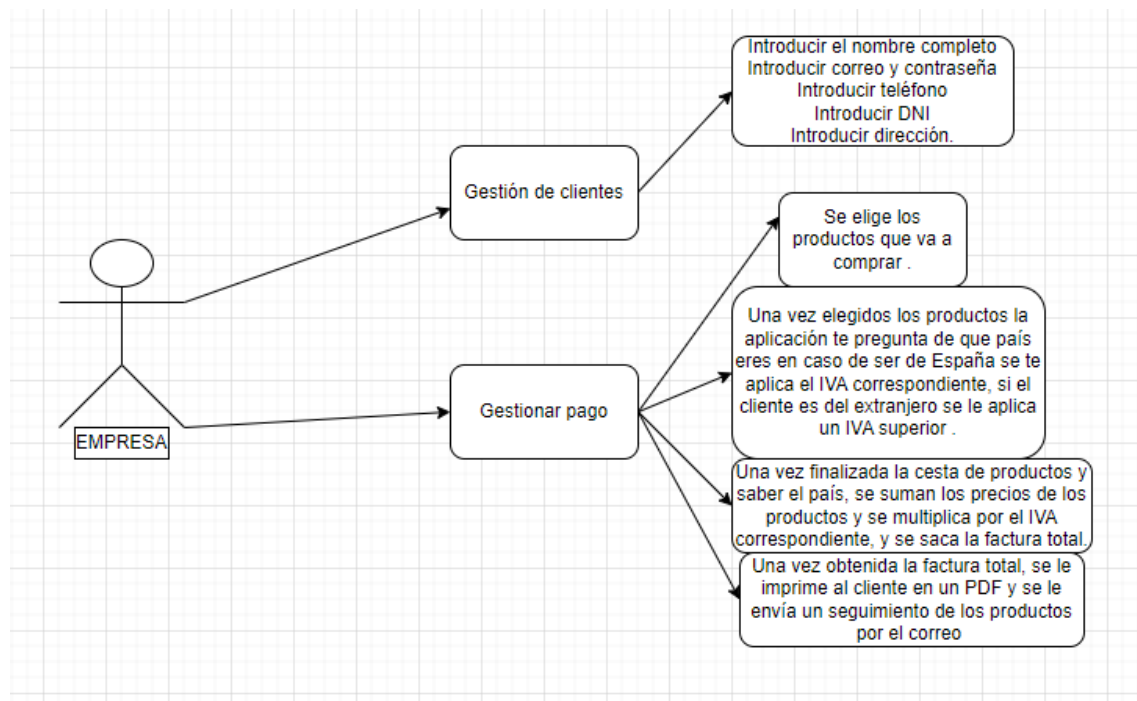 Introducir el nombre completo
Introducir correo y contraseña
Introducir teléfono
Introducir DNI
Introducir dirección.
Gestión de clientes
Se elige los
productos que va a
comprar .
Una vez elegidos los productos la
aplicación te pregunta de que país
eres en caso de ser de España se te
aplica el IVA correspondiente, si el
cliente es del extranjero se le aplica
un IVA superior .
Gestionar pago
EMPRESA
Una vez finalizada la cesta de productos y
saber el país, se suman los precios de los
productos y se multiplica por el IVA
correspondiente, y se saca la factura total.
Una vez obtenida la factura total, se le
imprime al cliente en un PDF y se le
envía un seguimiento de los productos
por el correo